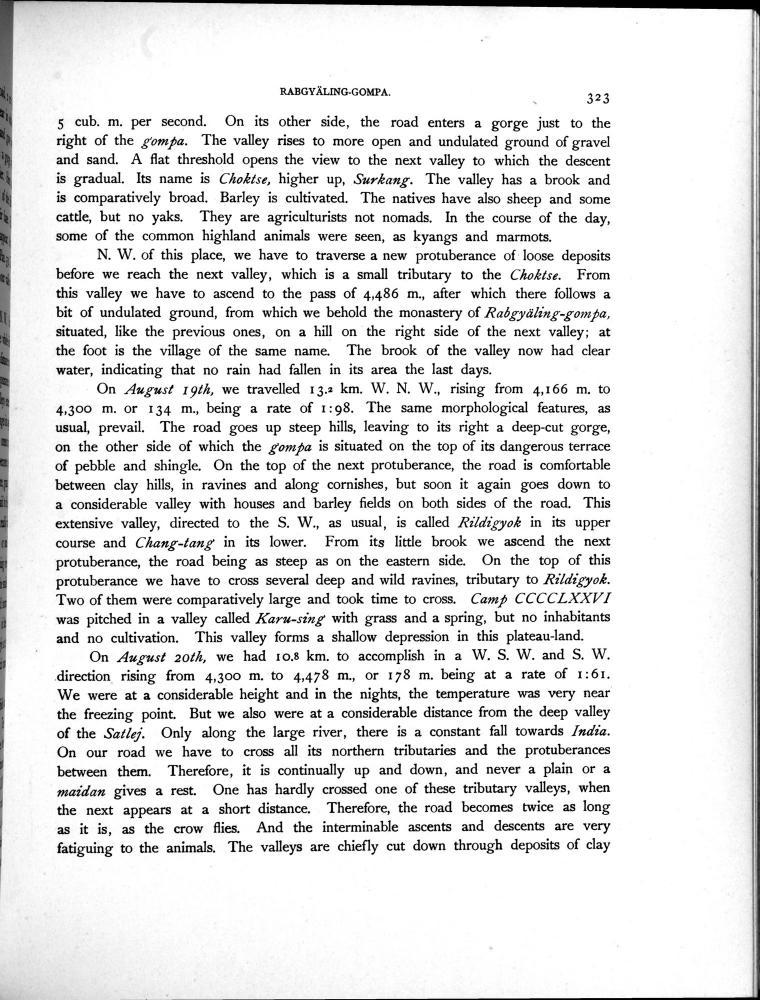 RABGYÄLING-GOMPA.
323
5 cub. m. per second. On its other side, the road enters a gorge just to the
right of the gompa. The valley rises to more open and undulated ground of gravel
and sand. A flat threshold opens the view to the next valley to which the descent
is gradual. Its name is Choktse, higher up, Surkang. The valley has a brook and
is comparatively broad. Barley is cultivated. The natives have also sheep and some
cattle, but no yaks. They are agriculturists not nomads. In the course of the day,
some of the common highland animals were seen, as kyangs and marmots.
N. W. of this place, we have to traverse a new protuberance of loose deposits
before we reach the next valley, which is a small tributary to the Choktse. From
this valley we have to ascend to the pass of 4,486 m., after which there follows a
bit of undulated ground, from which we behold the monastery of Rabgyäling-gompa,
situated, like the previous ones, on a hill on the right side of the next valley; at
the foot is the village of the same name. The brook of the valley now had clear
water, indicating that no rain had fallen in its area the last days.
On August 19th, we travelled 13.2 km. W. N. W., rising from 4,166 m. to
4,300 m. or 134 m., being a rate of 1:98. The same morphological features, as
usual, prevail. The road goes up steep hills, leaving to its right a deep-cut gorge,
on the other side of which the gompa is situated on the top of its dangerous terrace
of pebble and shingle. On the top of the next protuberance, the road is comfortable
between clay hills, in ravines and along cornishes, but soon it again goes down to
a considerable valley with houses and barley fields on both sides of the road. This
extensive valley, directed to the S. W., as usual, is called Rildigyok in its upper
course and Chang-tang in its lower. From its little brook we ascend the next
protuberance, the road being as steep as on the eastern side. On the top of this
protuberance we have to cross several deep and wild ravines, tributary to Rildigyok.
Two of them were comparatively large and took time to cross. Camp CCCCLXXVI
was pitched in a valley called Karu-sing with grass and a spring, but no inhabitants
and no cultivation. This valley forms a shallow depression in this plateau-land.
On August 20th, we had 10.8 km. to accomplish in a W. S. W. and S. W.
direction rising from 4,300 m. to 4,478 m., or 178 m. being at a rate of 1:61.
We were at a considerable height and in the nights, the temperature was very near
the freezing point. But we also were at a considerable distance from the deep valley
of the Satlej. Only along the large river, there is a constant fall towards India.
On our road we have to cross all its northern tributaries and the protuberances
between them. Therefore, it is continually up and down, and never a plain or a
maidan gives a rest. One has hardly crossed one of these tributary valleys, when
the next appears at a short distance. Therefore, the road becomes twice as long
as it is, as the crow flies. And the interminable ascents and descents are very
fatiguing to the animals. The valleys are chiefly cut down through deposits of clay